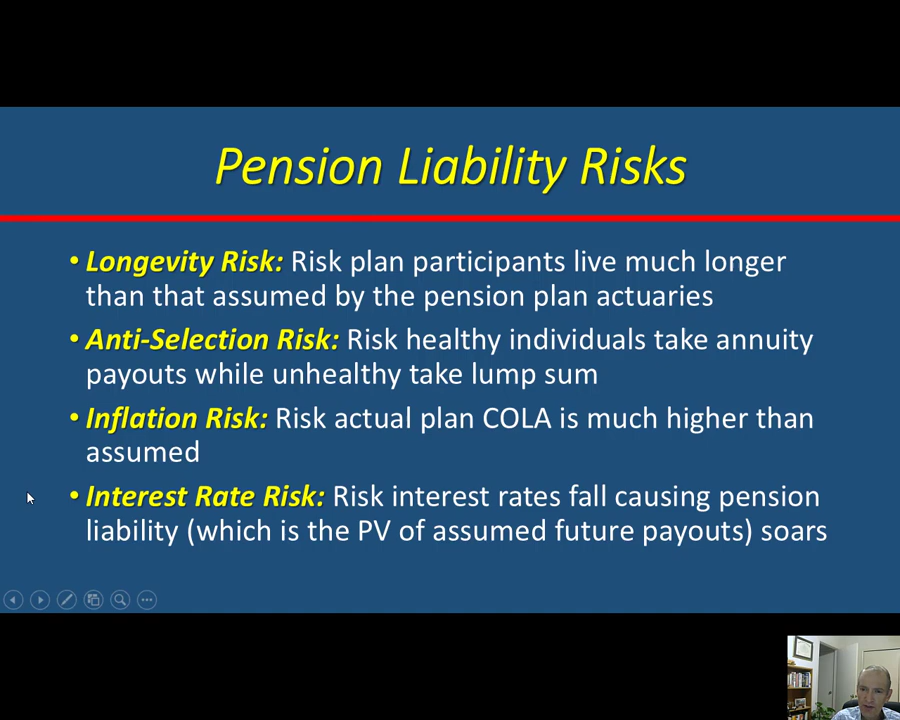 Pension Liability Risks
• Longevity Risk: Risk plan participants live much longer
than that assumed by the pension plan actuaries
• Anti-Selection Risk: Risk healthy individuals take annuity
payouts while unhealthy take lump sum
• Inflation Risk: Risk actual plan COLA is much higher than
assumed
• Interest Rate Risk: Risk interest rates fall causing pension
liability (which is the PV of assumed future payouts) soars